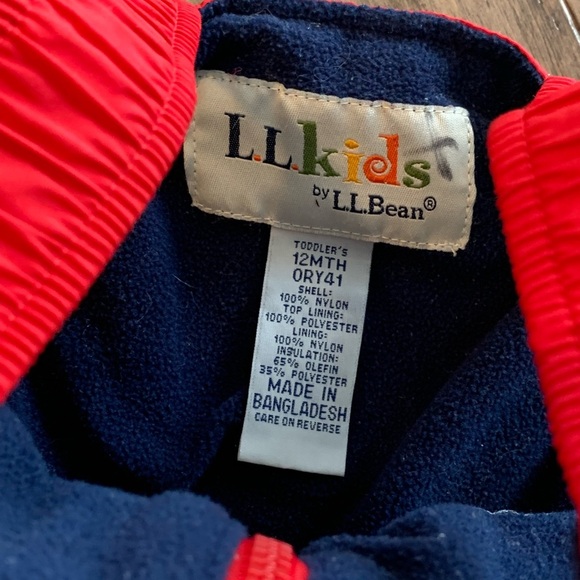 L.L.kids
by L.L.Bean®
TODDLER'S
12MTH
0RY41
SHELL:
100% NYLON
TOP LINING:
100% POLYESTER
LINING:
100% NYLON
INSULATION:
65% OLEFIN
35% POLYESTER
MADE IN
BANGLADESH
CARE ON REVERSE